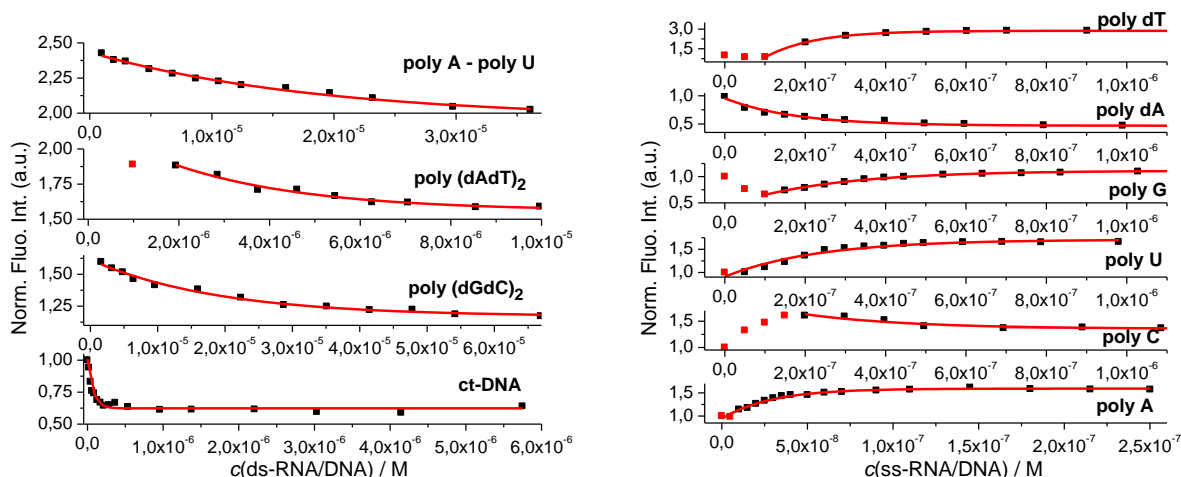 Norm. Fluo. Int. (a.u.)
2,50
2,25
2,00
poly A - poly U
0,0
1,0x10⁻⁵
2,0x10⁻⁵
3,0x10⁻⁵
2,00
1,75
1,50
poly (dAdT)₂
0,0
2,0x10⁻⁶
4,0x10⁻⁶
6,0x10⁻⁶
8,0x10⁻⁶
1,0x10⁻⁵
1.50
1.25
poly (dGdC)₂
0,0
1,0x10⁻⁵
2,0x10⁻⁵
3,0x10⁻⁵
4,0x10⁻⁵
5,0x10⁻⁵
6,0x10⁻⁵
1.00
0.75
0.50
ct-DNA
0,0
1,0x10⁻⁶
2,0x10⁻⁶
3,0x10⁻⁶
4,0x10⁻⁶
5,0x10⁻⁶
6,0x10⁻⁶
c(ds-RNA/DNA) / M
Norm. Fluo. Int. (a.u.)
3,0
1,5
poly dT
0,0
2,0x10⁻⁷
4,0x10⁻⁷
6,0x10⁻⁷
8,0x10⁻⁷
1,0x10⁻⁶
1,0
0,5
poly dA
0,0
2,0x10⁻⁷
4,0x10⁻⁷
6,0x10⁻⁷
8,0x10⁻⁷
1,0x10⁻⁶
1,0
0,5
poly G
0,0
2,0x10⁻⁷
4,0x10⁻⁷
6,0x10⁻⁷
8,0x10⁻⁷
1,0x10⁻⁶
1,5
1,0
poly U
0,0
2,0x10⁻⁷
4,0x10⁻⁷
6,0x10⁻⁷
8,0x10⁻⁷
1,0x10⁻⁶
1,5
1,0
poly C
0,0
2,0x10⁻⁷
4,0x10⁻⁷
6,0x10⁻⁷
8,0x10⁻⁷
1,0x10⁻⁶
1,5
1,0
poly A
0,0
5,0x10⁻⁸
1,0x10⁻⁷
1,5x10⁻⁷
2,0x10⁻⁷
2,5x10⁻⁷
c(ss-RNA/DNA) / M